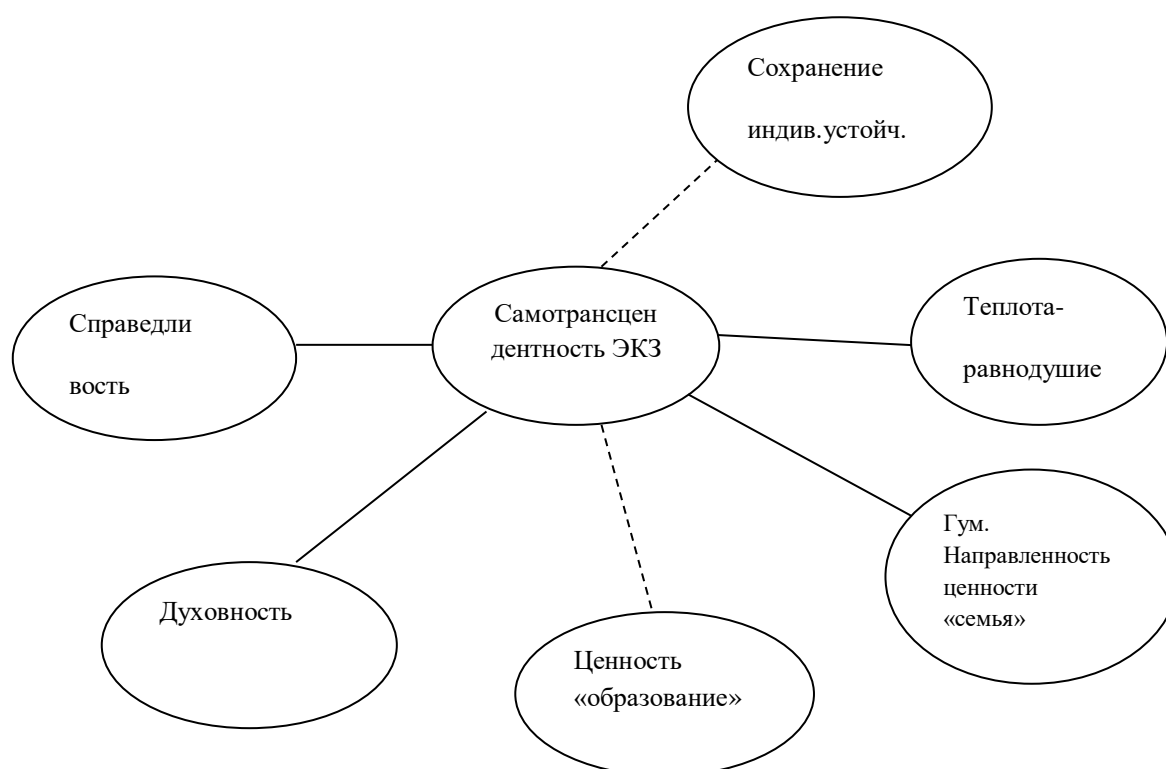 Сохранение
индив.устойч.
Справедли
вость
Самотрансцен
дентность ЭКЗ
Теплота-
равнодушие
Гум.
Направленность
ценности
«семья»
Духовность
Ценность
«образование»